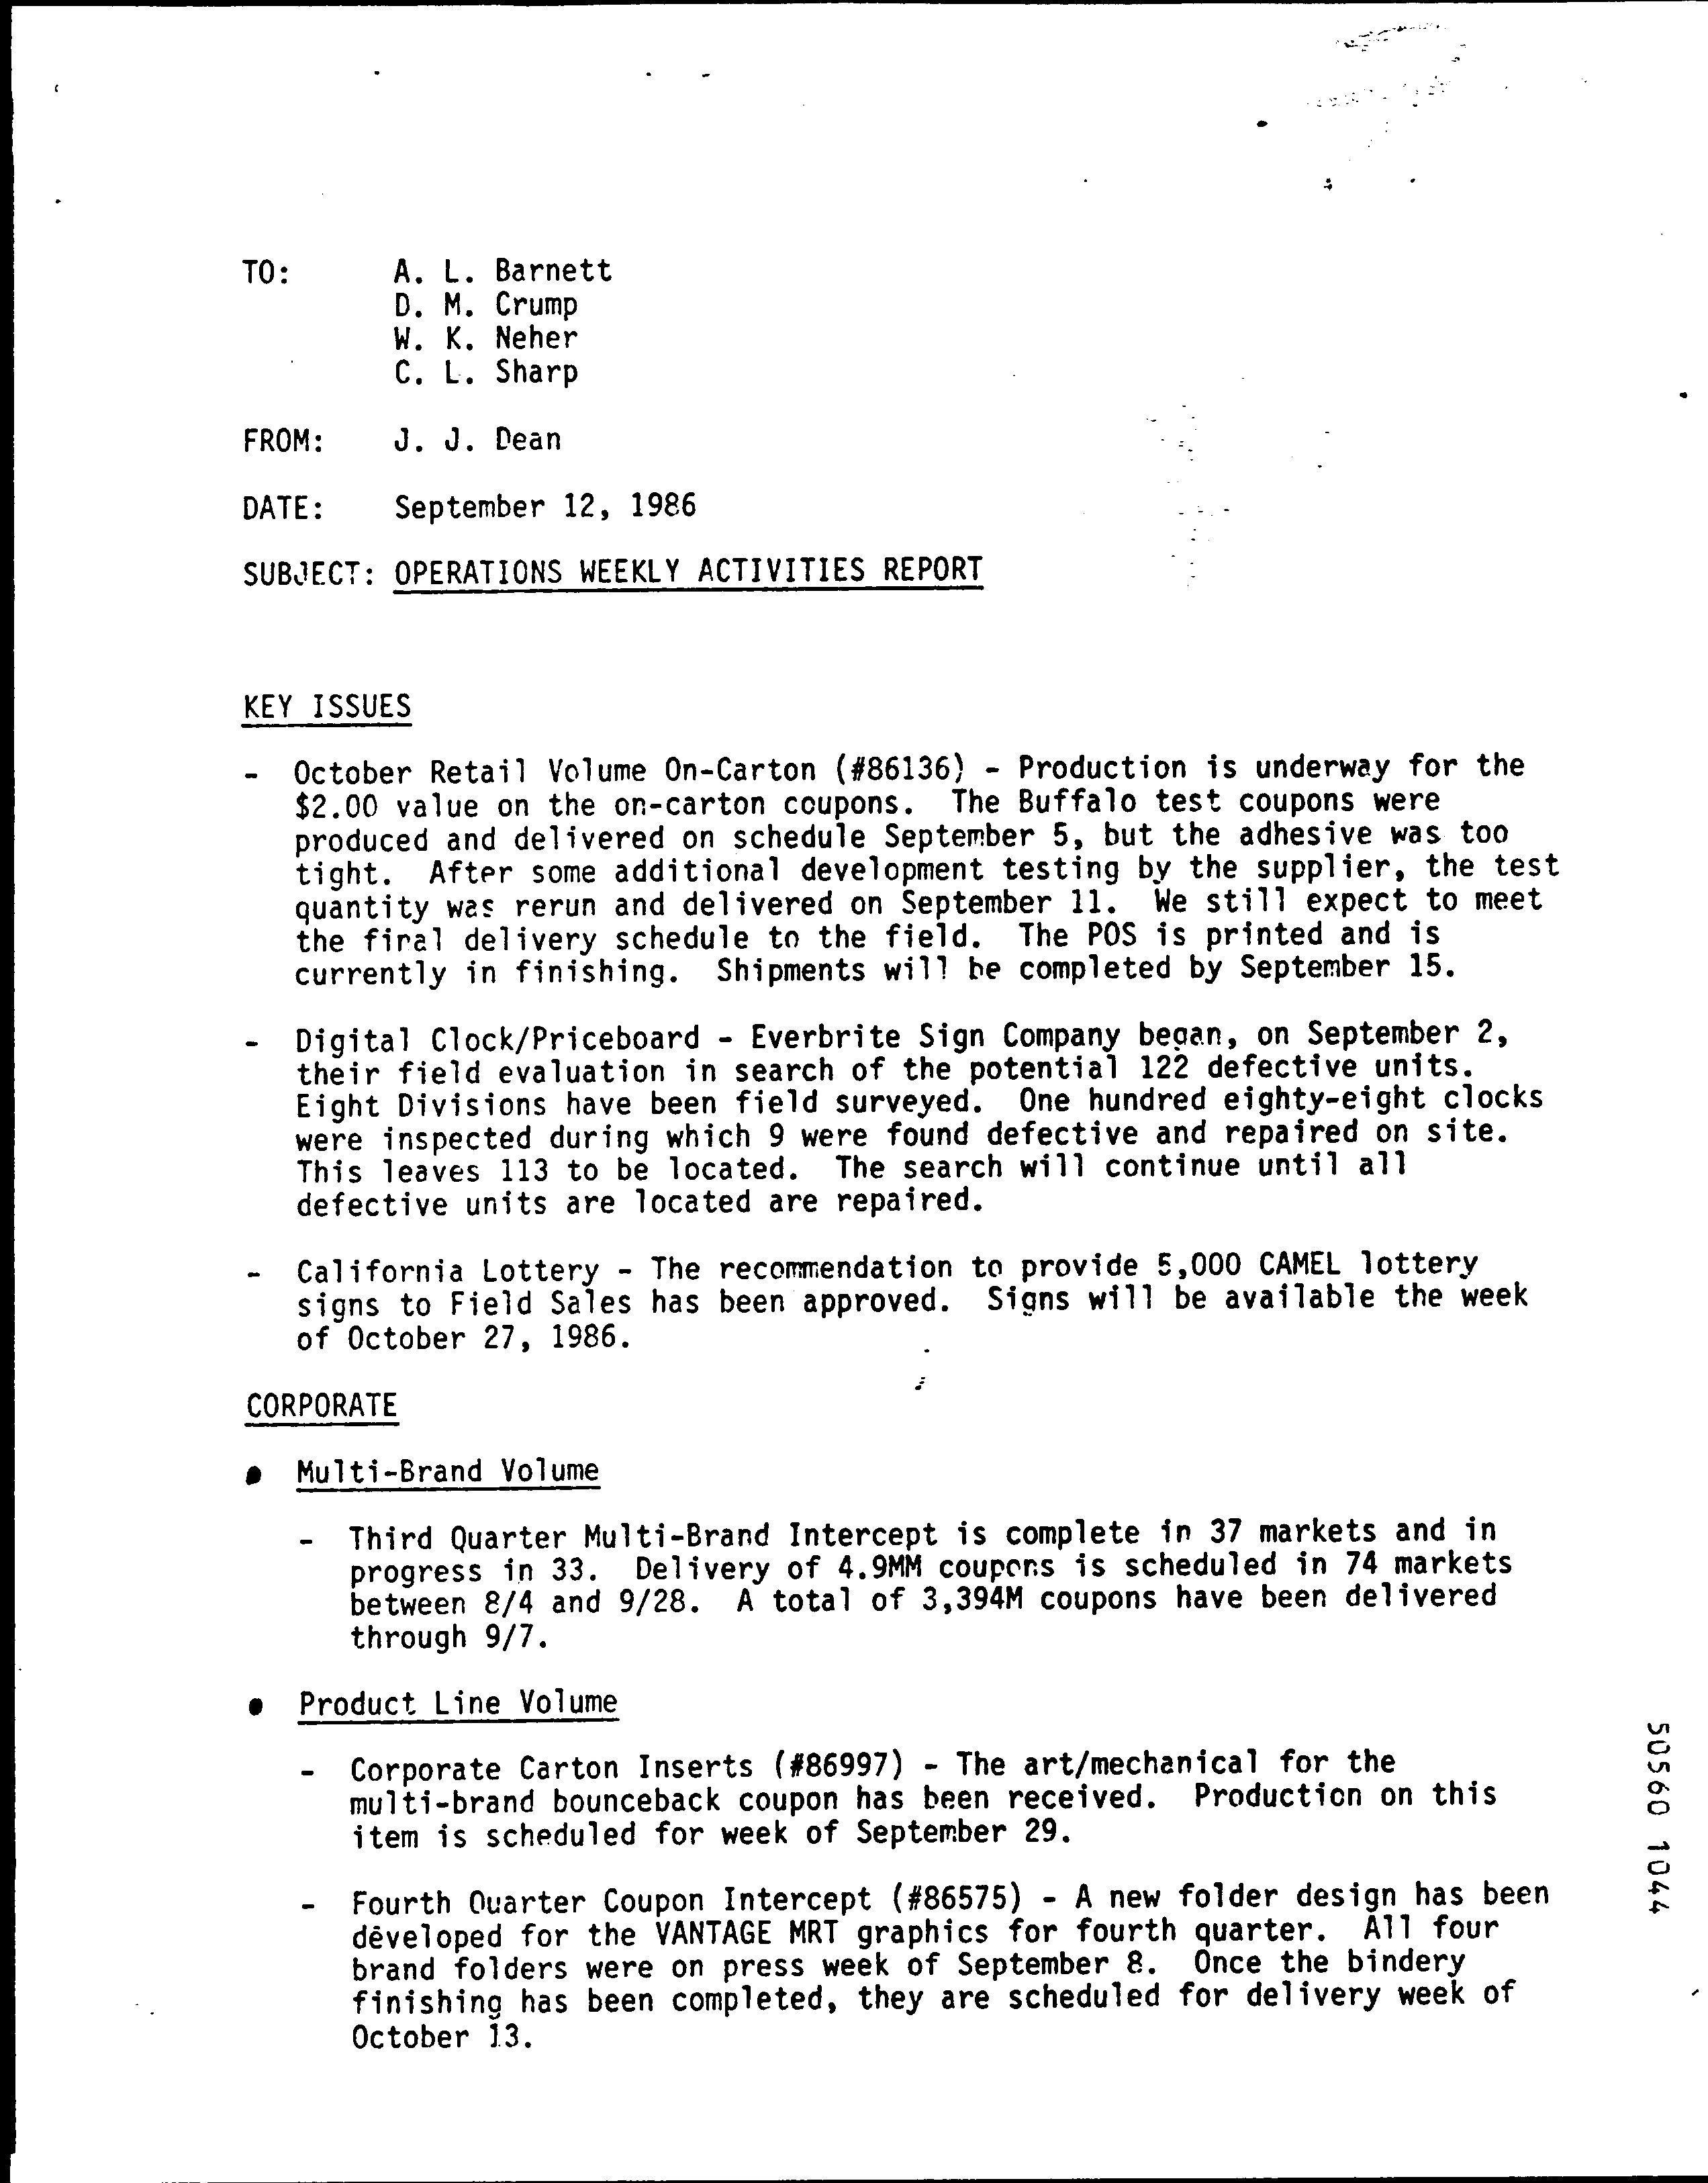 TO: A. L. Barnett
D. M. Crump
W. K. Neher
C. L. Sharp
FROM: J. J. Dean
DATE: September 12, 1986
SUBJECT: OPERATIONS WEEKLY ACTIVITIES REPORT
KEY ISSUES
- October Retail Volume On-Carton (#86136) - Production is underway for the
$2.00 value on the on-carton coupons. The Buffalo test coupons were
produced and delivered on schedule September 5, but the adhesive was too
tight. After some additional development testing by the supplier, the test
quantity was rerun and delivered on September 11. We still expect to meet
the final delivery schedule to the field. The POS is printed and is
currently in finishing. Shipments will be completed by September 15.
- Digital Clock/Priceboard - Everbrite Sign Company began, on September 2,
their field evaluation in search of the potential 122 defective units.
Eight Divisions have been field surveyed. One hundred eighty-eight clocks
were inspected during which 9 were found defective and repaired on site.
This leaves 113 to be located. The search will continue until all
defective units are located are repaired.
- California Lottery - The recommendation to provide 5,000 CAMEL lottery
signs to Field Sales has been approved. Signs will be available the week
of October 27, 1986.
CORPORATE
• Multi-Brand Volume
- Third Quarter Multi-Brand Intercept is complete in 37 markets and in
progress in 33. Delivery of 4.9MM coupons is scheduled in 74 markets
between 8/4 and 9/28. A total of 3,394M coupons have been delivered
through 9/7.
• Product Line Volume
- Corporate Carton Inserts (#86997) - The art/mechanical for the
multi-brand bounceback coupon has been received. Production on this
item is scheduled for week of September 29.
- Fourth Quarter Coupon Intercept (#86575) - A new folder design has been
developed for the VANTAGE MRT graphics for fourth quarter. All four
brand folders were on press week of September 8. Once the bindery
finishing has been completed, they are scheduled for delivery week of
October 13.
50560 1044